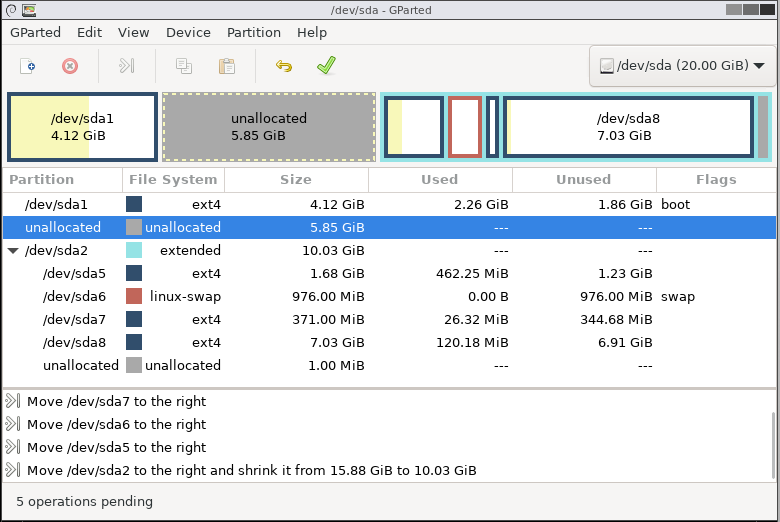 /dev/sda - GParted
GParted Edit View Device Partition Help
/dev/sda (20.00 GiB)
/dev/sda1
4.12 GiB
unallocated
5.85 GiB
/dev/sda8
7.03 GiB
Partition File System Size Used Unused Flags
/dev/sda1 ext4 4.12 GiB 2.26 GiB 1.86 GiB boot
unallocated unallocated 5.85 GiB --- ---
/dev/sda2 extended 10.03 GiB --- ---
/dev/sda5 ext4 1.68 GiB 462.25 MiB 1.23 GiB
/dev/sda6 linux-swap 976.00 MiB 0.00 B 976.00 MiB swap
/dev/sda7 ext4 371.00 MiB 26.32 MiB 344.68 MiB
/dev/sda8 ext4 7.03 GiB 120.18 MiB 6.91 GiB
unallocated unallocated 1.00 MiB --- ---
Move /dev/sda7 to the right
Move /dev/sda6 to the right
Move /dev/sda5 to the right
Move /dev/sda2 to the right and shrink it from 15.88 GiB to 10.03 GiB
5 operations pending